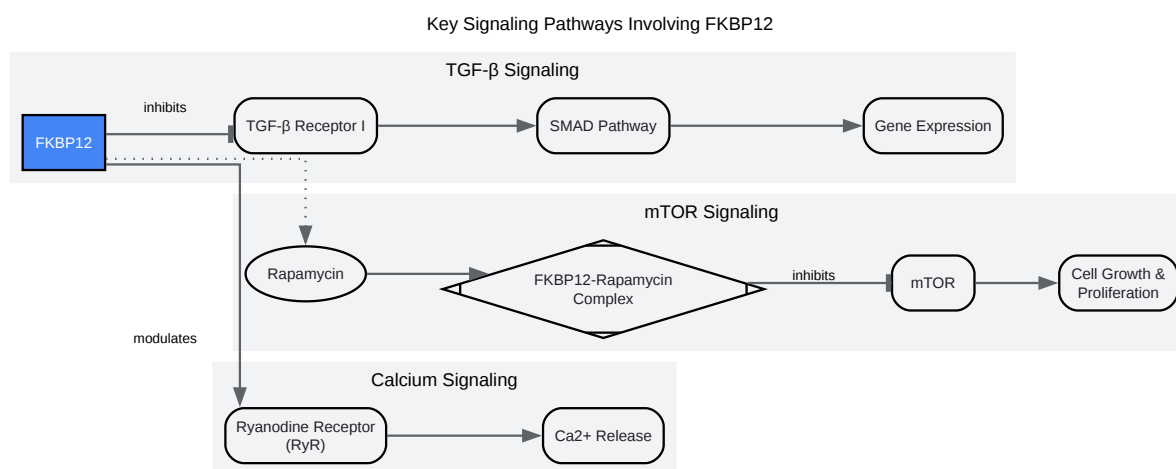 Key Signaling Pathways Involving FKBP12
TGF-β Signaling
FKBP12
inhibits
TGF-β Receptor I
SMAD Pathway
Gene Expression
mTOR Signaling
Rapamycin
FKBP12-Rapamycin
Complex
inhibits
mTOR
Cell Growth &
Proliferation
modulates
Calcium Signaling
Ryanodine Receptor
(RyR)
Ca2+ Release